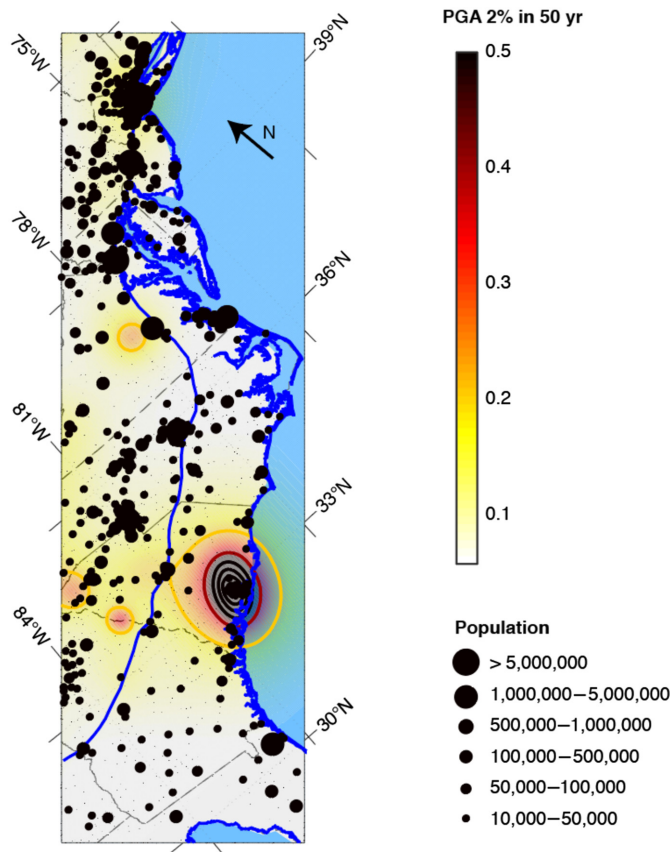 PGA 2% in 50 yr
75°W
39°N
0.5
N
0.4
78°W
36°N
0.3
0.2
81°W
33°N
0.1
84°W
Population
> 5,000,000
1,000,000–5,000,000
30°N
500,000–1,000,000
100,000–500,000
50,000–100,000
10,000–50,000